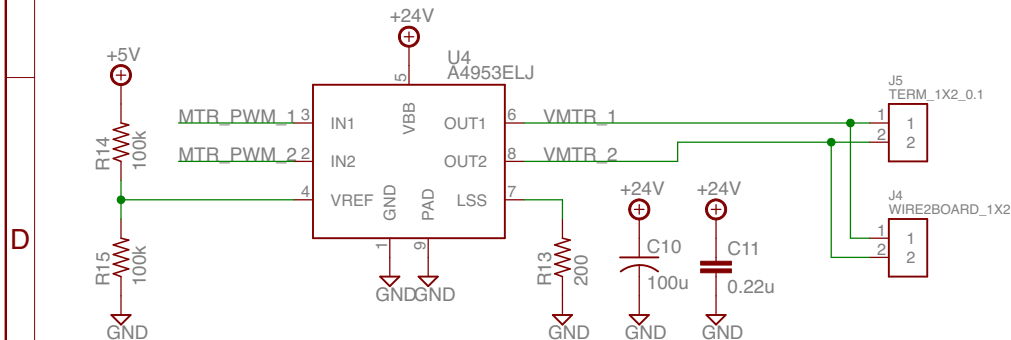 +24V
+5V
U4
A4953ELJ
5
VBB
J5
TERM_1X2_0.1
MTR_PWM_1 3 IN1 OUT1 6 VMTR_1 1 1
MTR_PWM_2 2 IN2 OUT2 8 VMTR_2 2 2
R14
100k
4 VREF GND PAD LSS 7
+24V +24V
J4
WIRE2BOARD_1X2
D
1 1
2 2
1 9
R15
100k
R13
200
C10
100u
C11
0.22u
GND GND
GND GND GND GND